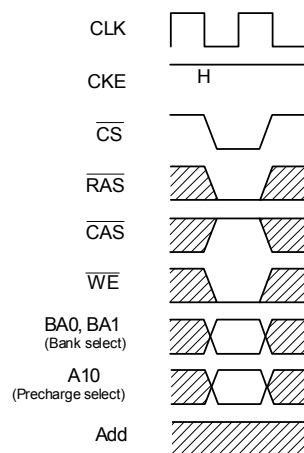 CLK
CKE
H
CS
RAS
CAS
WE
BA0, BA1
(Bank select)
A10
(Precharge select)
Add